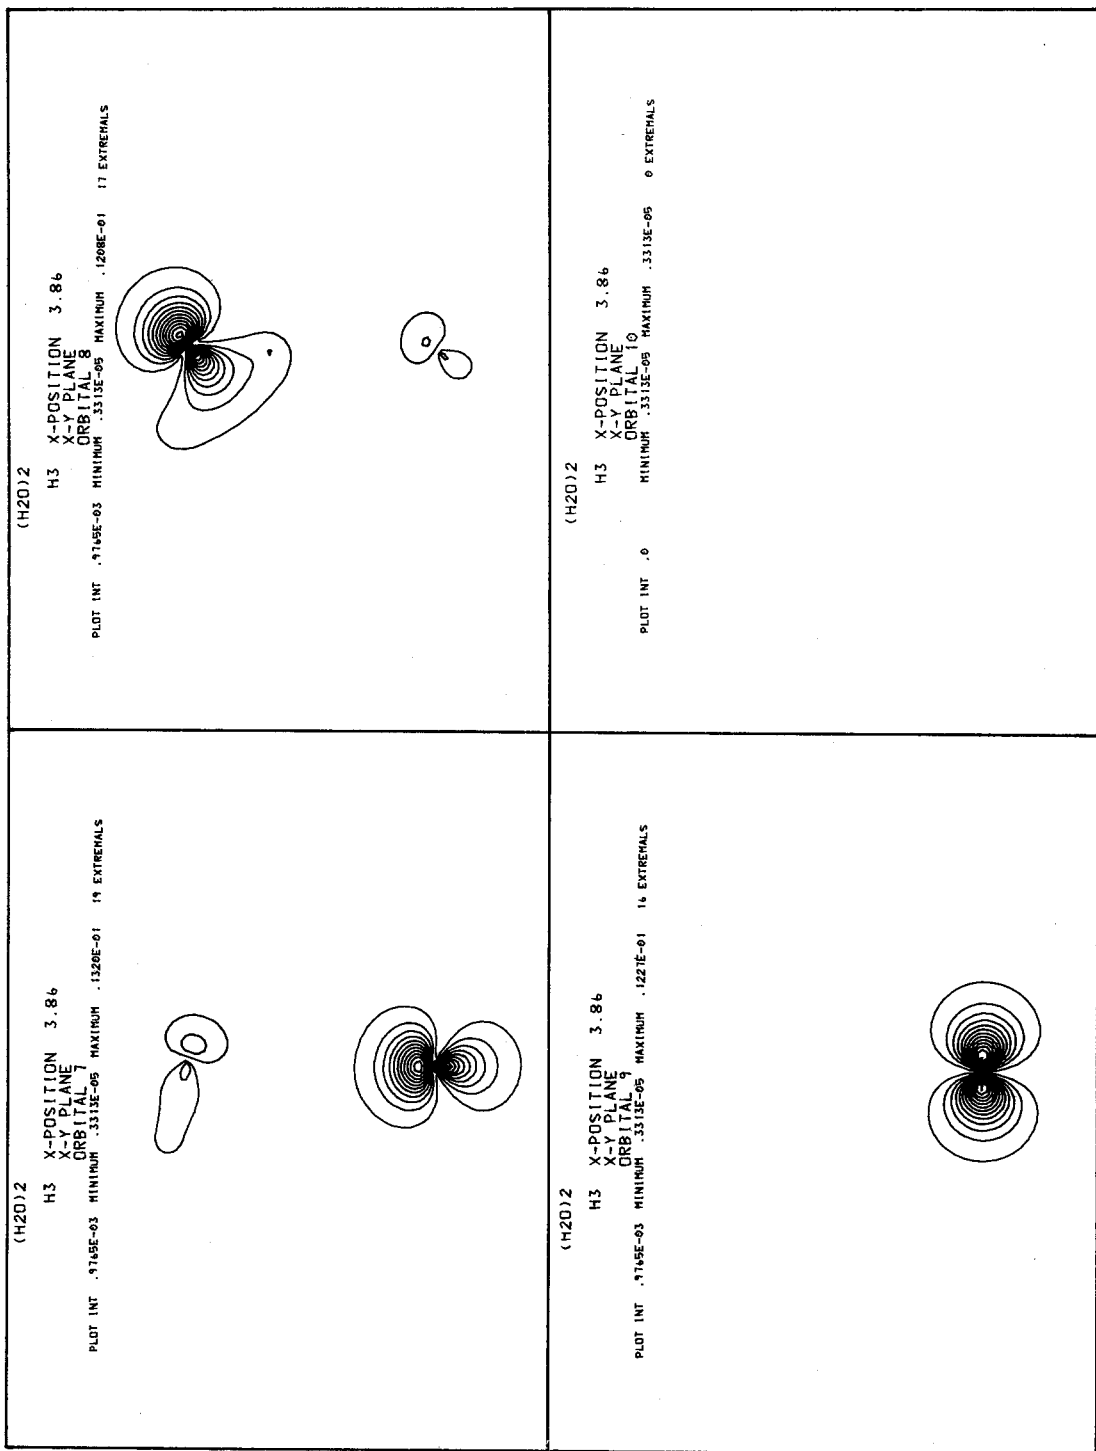 (H2O)2
H3 X-POSITION 3.86
X-Y PLANE
ORBITAL 7
PLOT INT .9765E-03 MINIMUM .3313E-05 MAXIMUM .1320E-01 19 EXTREMALS
(H2O)2
H3 X-POSITION 3.86
X-Y PLANE
ORBITAL 8
PLOT INT .9765E-03 MINIMUM .3313E-05 MAXIMUM .1208E-01 17 EXTREMALS
(H2O)2
H3 X-POSITION 3.86
X-Y PLANE
ORBITAL 9
PLOT INT .9765E-03 MINIMUM .3313E-05 MAXIMUM .1227E-01 16 EXTREMALS
(H2O)2
H3 X-POSITION 3.86
X-Y PLANE
ORBITAL 10
PLOT INT .0 MINIMUM .3313E-05 MAXIMUM .3313E-05 0 EXTREMALS